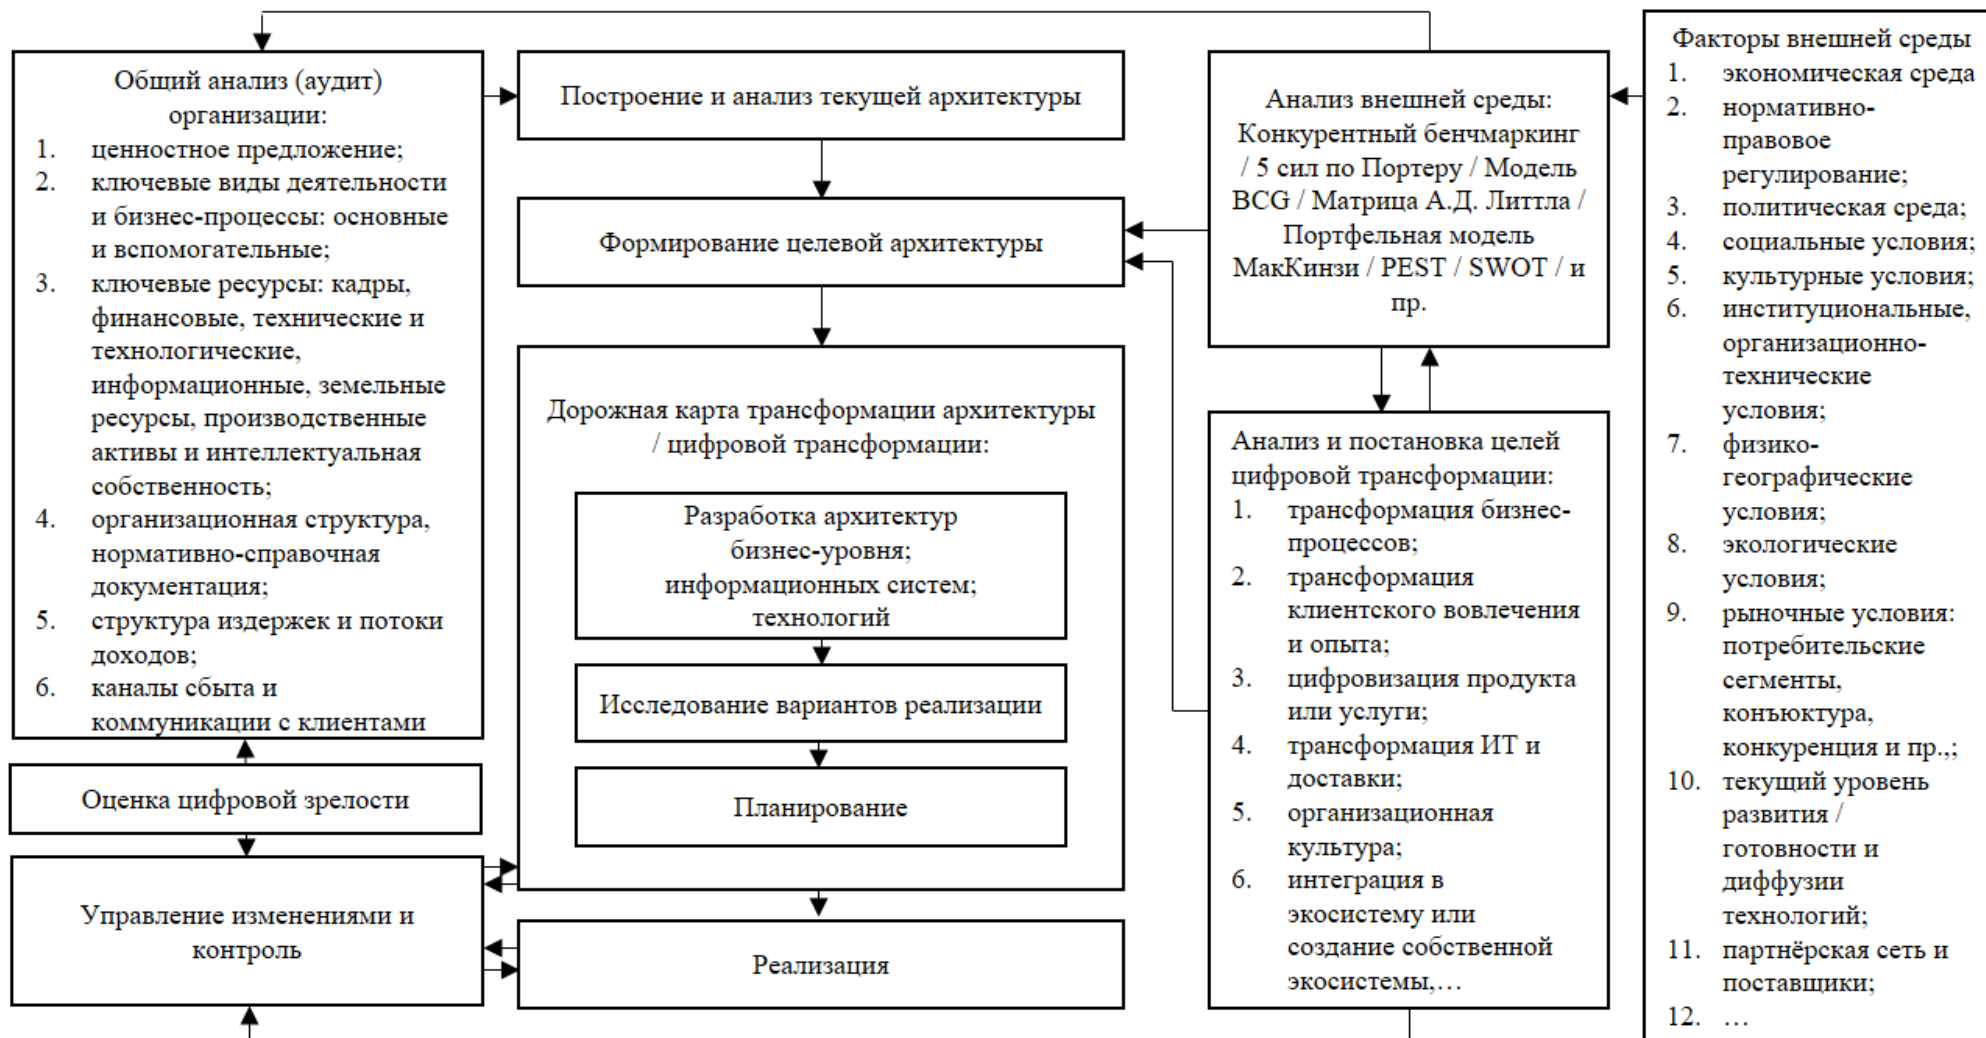 Общий анализ (аудит)
организации:
1. ценностное предложение;
2. ключевые виды деятельности
и бизнес-процессы: основные
и вспомогательные;
3. ключевые ресурсы: кадры,
финансовые, технические и
технологические,
информационные, земельные
ресурсы, производственные
активы и интеллектуальная
собственность;
4. организационная структура,
нормативно-справочная
документация;
5. структура издержек и потоки
доходов;
6. каналы сбыта и
коммуникации с клиентами
Оценка цифровой зрелости
Управление изменениями и
контроль
Построение и анализ текущей архитектуры
Формирование целевой архитектуры
Дорожная карта трансформации архитектуры
/ цифровой трансформации:
Разработка архитектур
бизнес-уровня;
информационных систем;
технологий
Исследование вариантов реализации
Планирование
Реализация
Анализ внешней среды:
Конкурентный бенчмаркинг
/ 5 сил по Портеру / Модель
BCG / Матрица А.Д. Литтла /
Портфельная модель
МакКинзи / PEST / SWOT / и
пр.
Анализ и постановка целей
цифровой трансформации:
1. трансформация бизнес-
процессов;
2. трансформация
клиентского вовлечения
и опыта;
3. цифровизация продукта
или услуги;
4. трансформация ИТ и
доставки;
5. организационная
культура;
6. интеграция в
экосистему или
создание собственной
экосистемы,…
Факторы внешней среды
1. экономическая среда
2. нормативно-
правовое
регулирование;
3. политическая среда;
4. социальные условия;
5. культурные условия;
6. институциональные,
организационно-
технические
условия;
7. физико-
географические
условия;
8. экологические
условия;
9. рыночные условия:
потребительские
сегменты,
конъюктура,
конкуренция и пр.,;
10. текущий уровень
развития /
готовности и
диффузии
технологий;
11. партнёрская сеть и
поставщики;
12. …